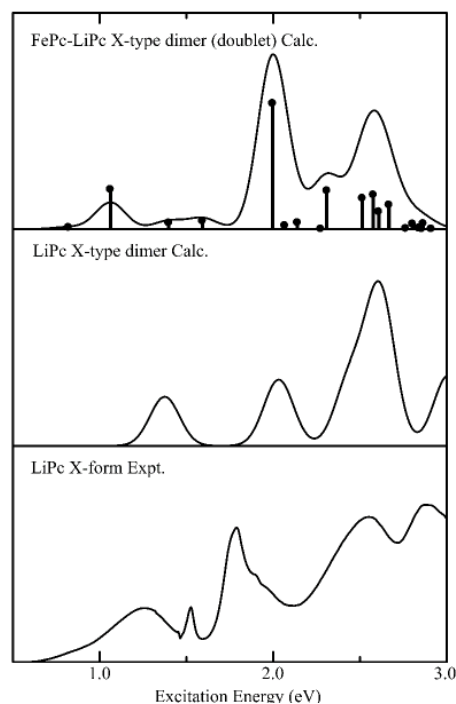 FePc-LiPc X-type dimer (doublet) Calc.
LiPc X-type dimer Calc.
LiPc X-form Expt.
1.0 2.0 3.0
Excitation Energy (eV)